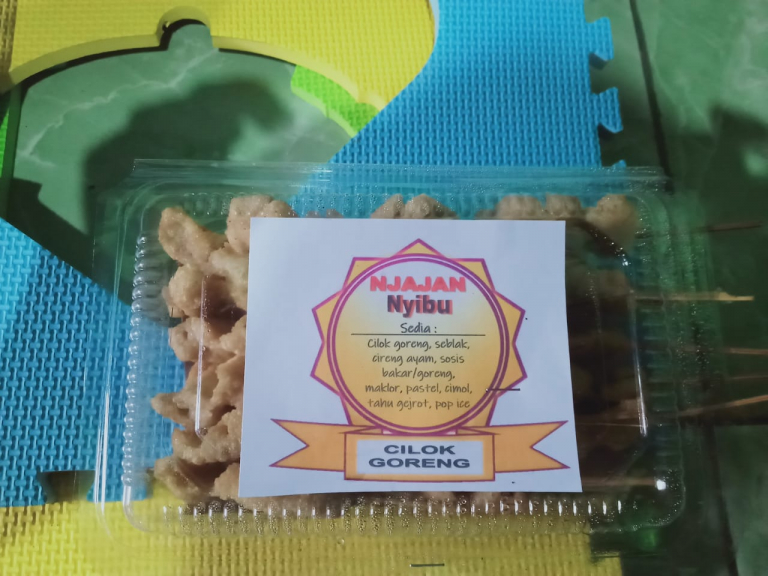 NJAJAN
Nyibu
Sedia :
Cilok goreng, seblak,
cireng ayam, sosis
bakar/goreng,
maklor, pastel, cimol,
tahu gejrot, pop ice
CILOK
GORENG